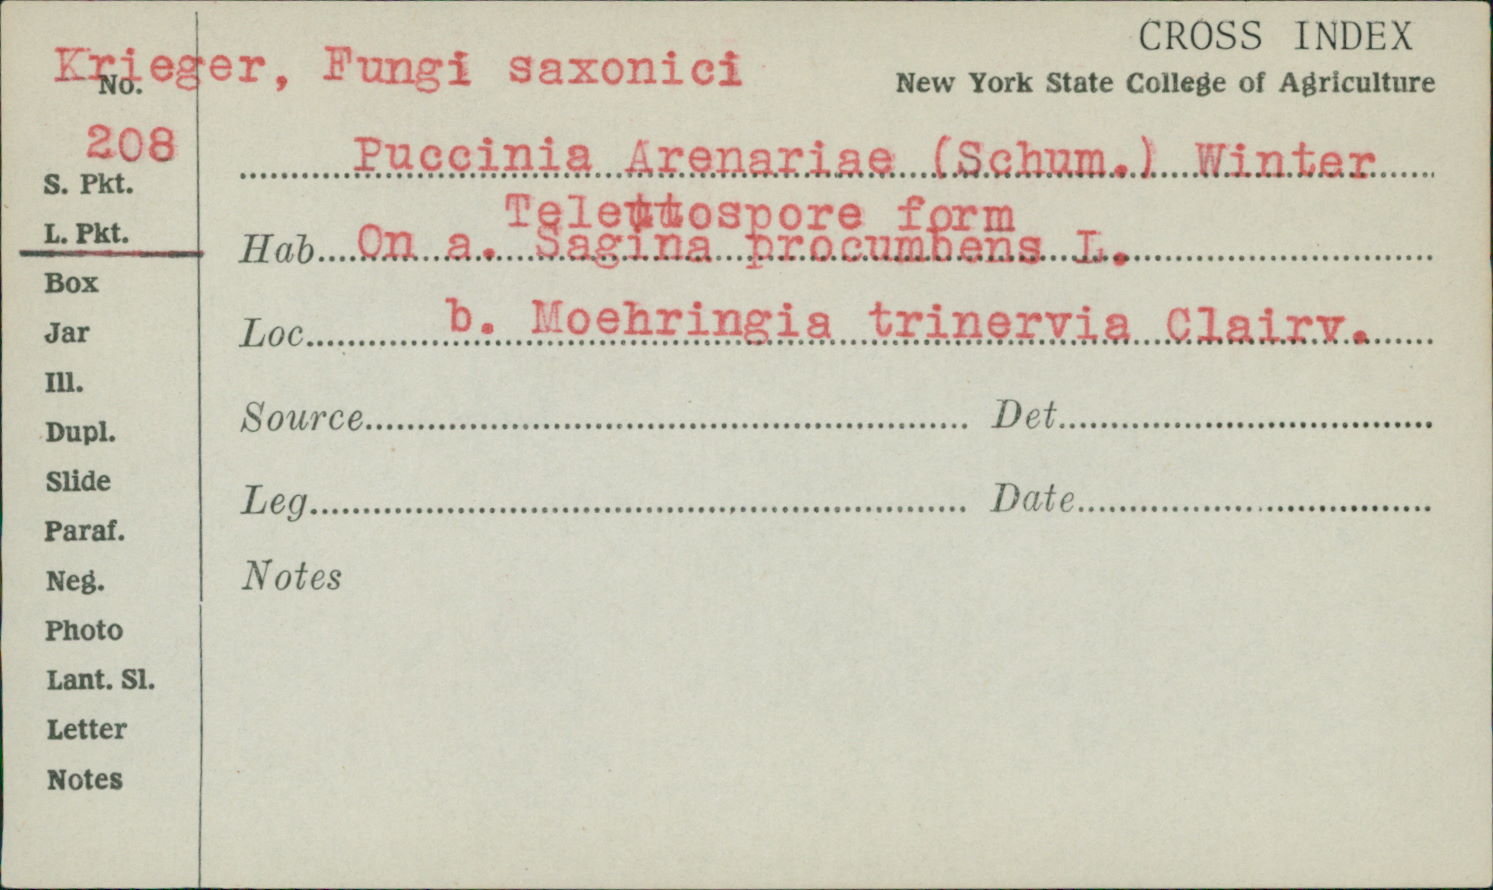 CROSS INDEX
Krieger, Fungi saxonici
No.
New York State College of Agriculture
208
Puccinia Arenariae (Schum.) Winter
S. Pkt.
Teleutospore form
L. Pkt.
Hab. On a. Sagina procumbens L.
Box
b. Moehringia trinervia Clairv.
Jar
Loc.
Ill.
Source Det.
Dupl.
Slide
Leg. Date
Paraf.
Neg.
Notes
Photo
Lant. Sl.
Letter
Notes